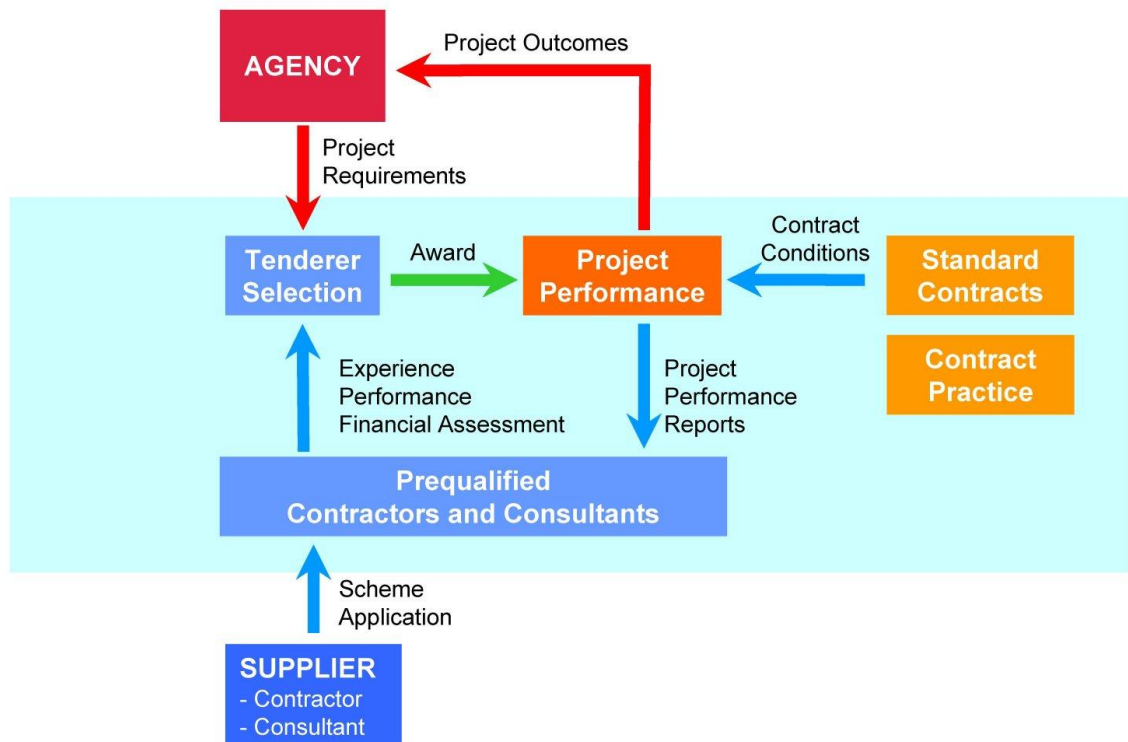 Project Outcomes
AGENCY
Project
Requirements
Tenderer
Selection
Award
Project
Performance
Contract
Conditions
Standard
Contracts
Contract
Practice
Experience
Performance
Financial Assessment
Project
Performance
Reports
Prequalified
Contractors and Consultants
Scheme
Application
SUPPLIER
- Contractor
- Consultant